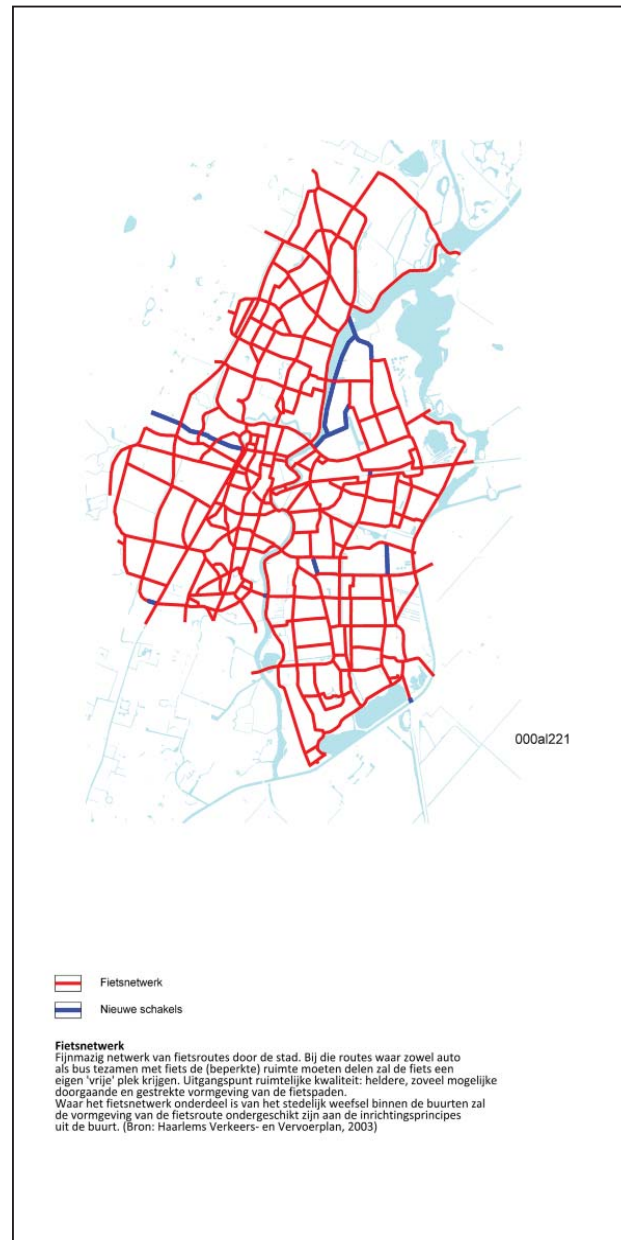 000al221
Fietsnetwerk
Nieuwe schakels
Fietsnetwerk
Fijnmazig netwerk van fietsroutes door de stad. Bij die routes waar zowel auto
als bus tezamen met fiets de (beperkte) ruimte moeten delen zal de fiets een
eigen 'vrije' plek krijgen. Uitgangspunt ruimtelijke kwaliteit: heldere, zoveel mogelijke
doorgaande en gestrekte vormgeving van de fietspaden.
Waar het fietsnetwerk onderdeel is van het stedelijk weefsel binnen de buurten zal
de vormgeving van de fietsroute ondergeschikt zijn aan de inrichtingsprincipes
uit de buurt. (Bron: Haarlems Verkeers- en Vervoerplan, 2003)